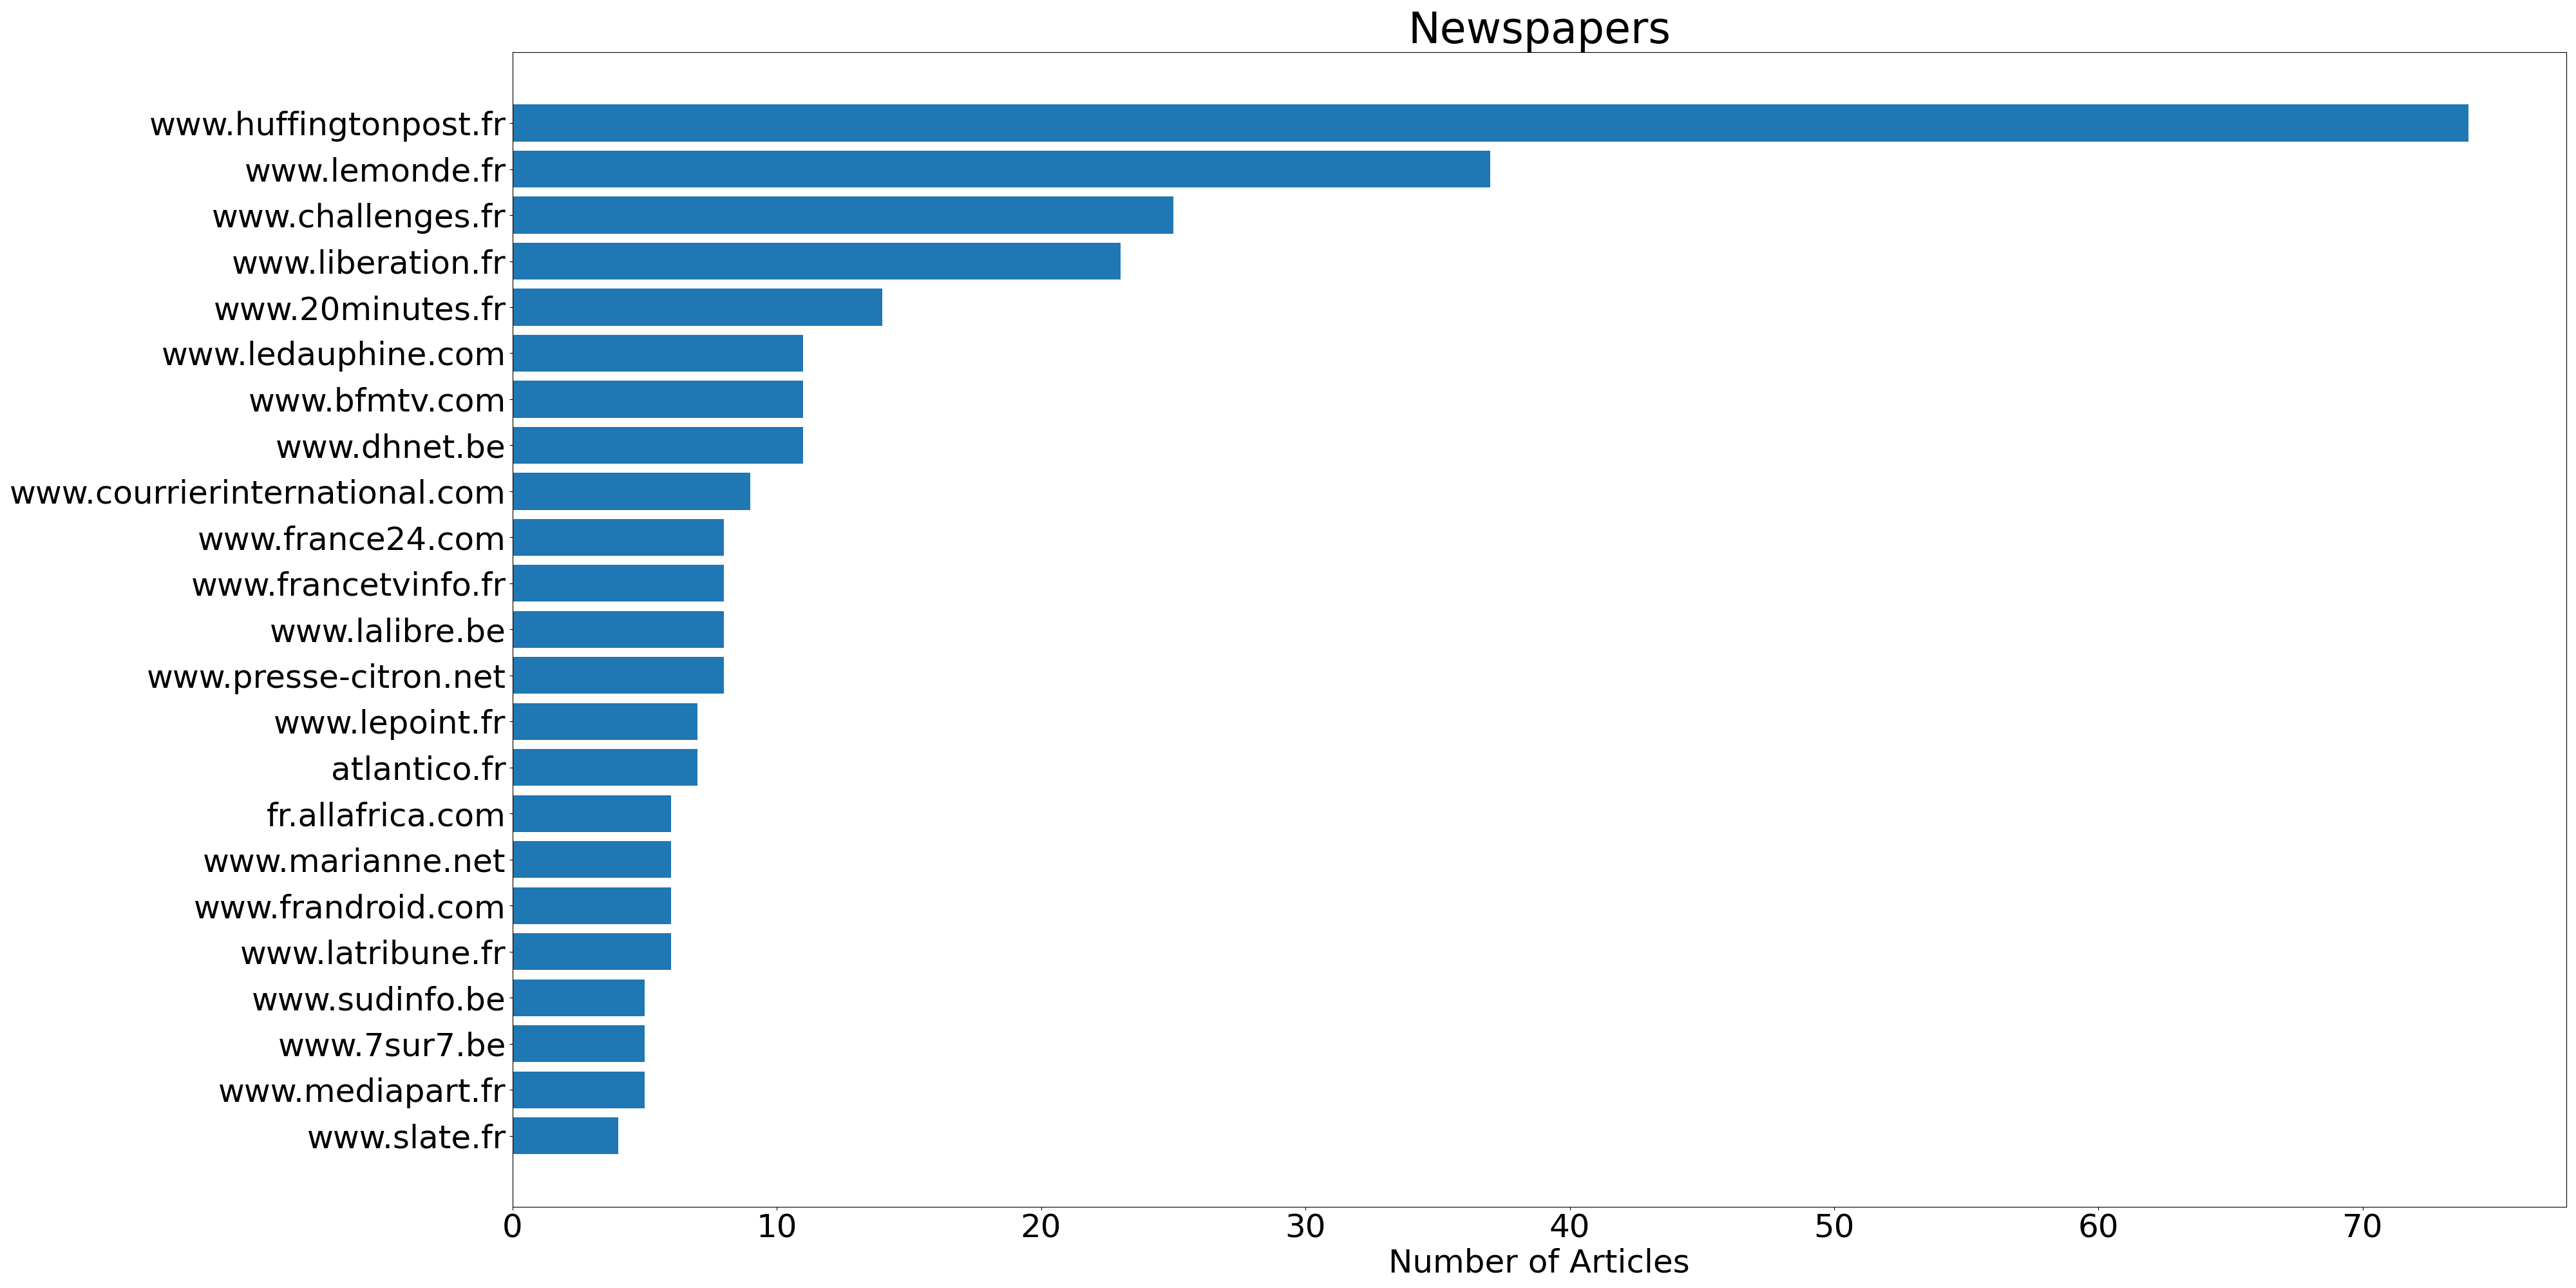 Newspapers
www.huffingtonpost.fr
www.lemonde.fr
www.challenges.fr
www.liberation.fr
www.20minutes.fr
www.ledauphine.com
www.bfmtv.com
www.dhnet.be
www.courrierinternational.com
www.france24.com
www.francetvinfo.fr
www.lalibre.be
www.presse-citron.net
www.lepoint.fr
atlantico.fr
fr.allafrica.com
www.marianne.net
www.frandroid.com
www.latribune.fr
www.sudinfo.be
www.7sur7.be
www.mediapart.fr
www.slate.fr
0 10 20 30 40 50 60 70
Number of Articles